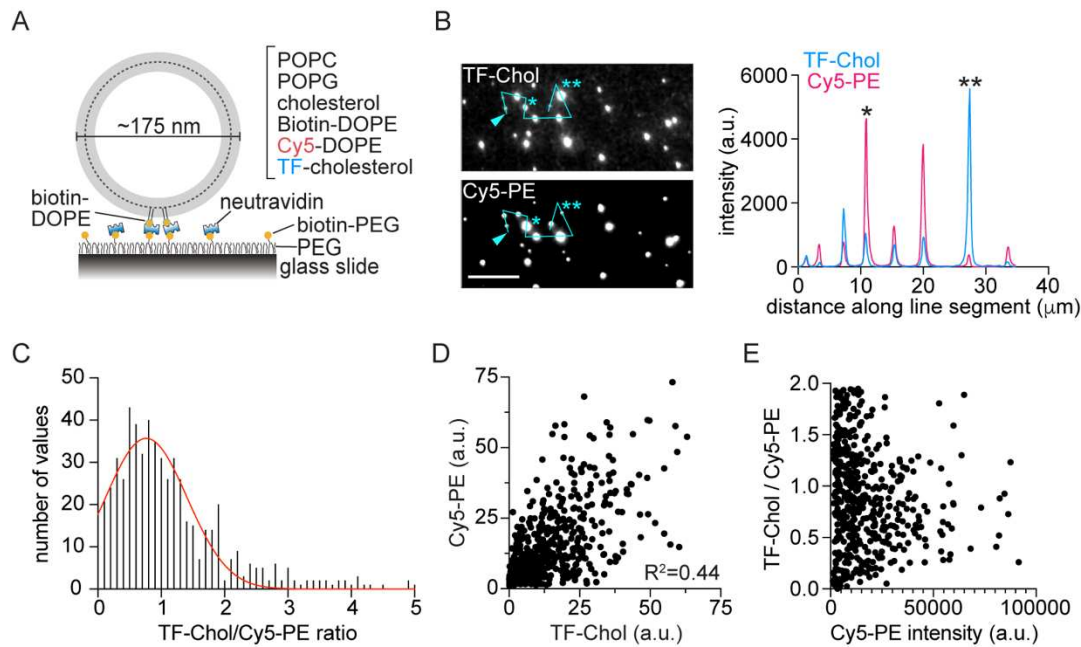 A
POPC
POPG
cholesterol
Biotin-DOPE
Cy5-DOPE
TF-cholesterol
~175 nm
biotin-
DOPE
neutravidin
biotin-PEG
PEG
glass slide
B
TF-Chol
*
**
Cy5-PE
*
**
TF-Chol
Cy5-PE
*
**
intensity (a.u.)
6000
4000
2000
0
0 10 20 30 40
distance along line segment (μm)
C
number of values
50
40
30
20
10
0
0 1 2 3 4 5
TF-Chol/Cy5-PE ratio
D
Cy5-PE (a.u.)
75
50
25
0
R²=0.44
0 25 50 75
TF-Chol (a.u.)
E
TF-Chol / Cy5-PE
2.0
1.5
1.0
0.5
0.0
0 50000 100000
Cy5-PE intensity (a.u.)